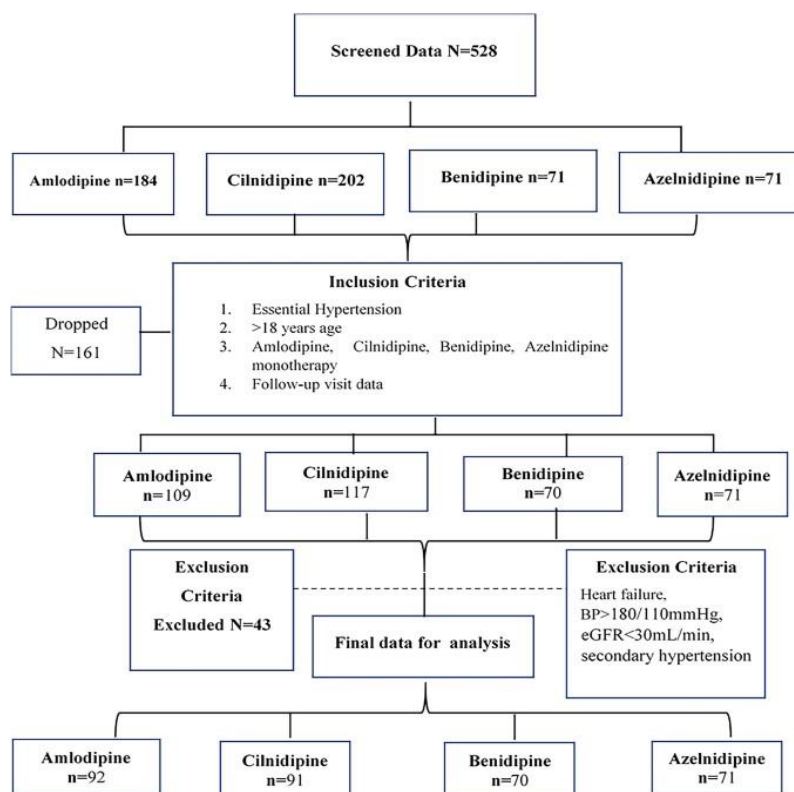 Screened Data N=528
Amlodipine n=184
Cilnidipine n=202
Benidipine n=71
Azelnidipine n=71
Inclusion Criteria
1. Essential Hypertension
2. >18 years age
3. Amlodipine, Cilnidipine, Benidipine, Azelnidipine
monotherapy
4. Follow-up visit data
Dropped
N=161
Amlodipine
n=109
Cilnidipine
n=117
Benidipine
n=70
Azelnidipine
n=71
Exclusion
Criteria
Excluded N=43
Exclusion Criteria
Heart failure,
BP>180/110mmHg,
eGFR<30mL/min,
secondary hypertension
Final data for analysis
Amlodipine
n=92
Cilnidipine
n=91
Benidipine
n=70
Azelnidipine
n=71